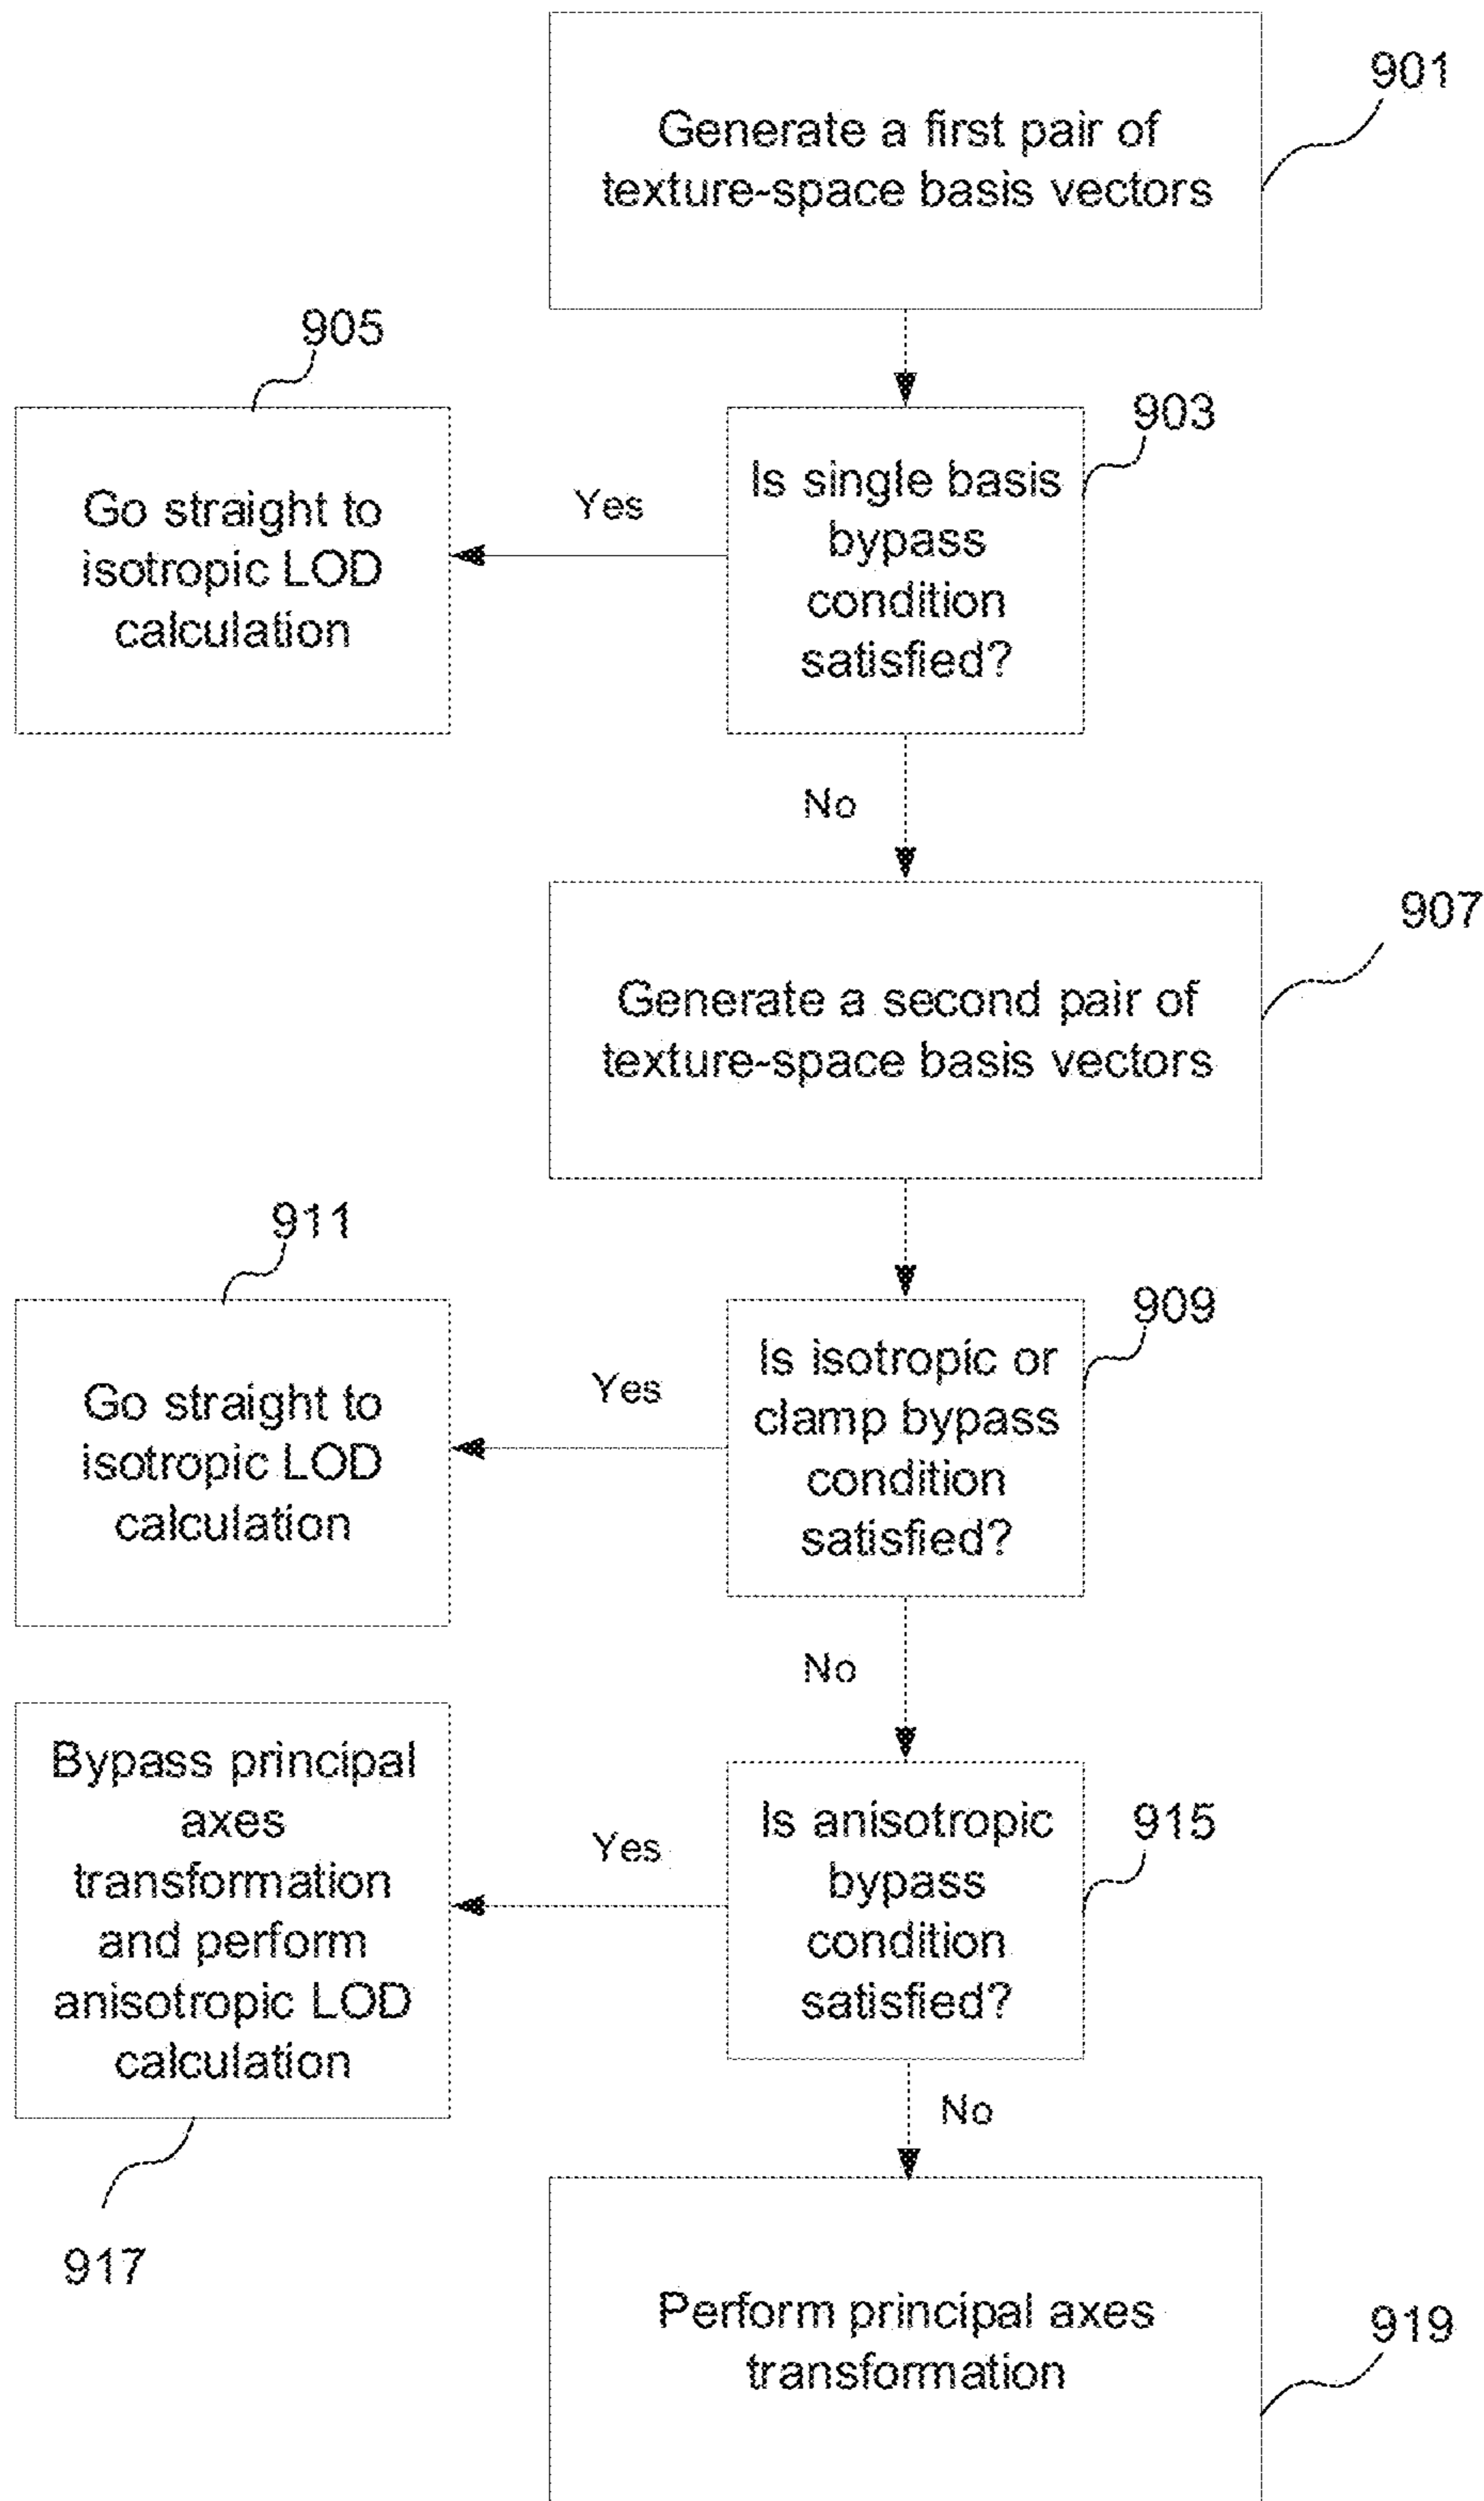 901
Generate a first pair of
texture-space basis vectors
905
903
Go straight to
isotropic LOD
calculation
Yes
Is single basis
bypass
condition
satisfied?
No
907
Generate a second pair of
texture-space basis vectors
911
909
Go straight to
isotropic LOD
calculation
Yes
Is isotropic or
clamp bypass
condition
satisfied?
No
Bypass principal
axes
transformation
and perform
anisotropic LOD
calculation
Yes
Is anisotropic
bypass
condition
satisfied?
915
No
917
Perform principal axes
transformation
919